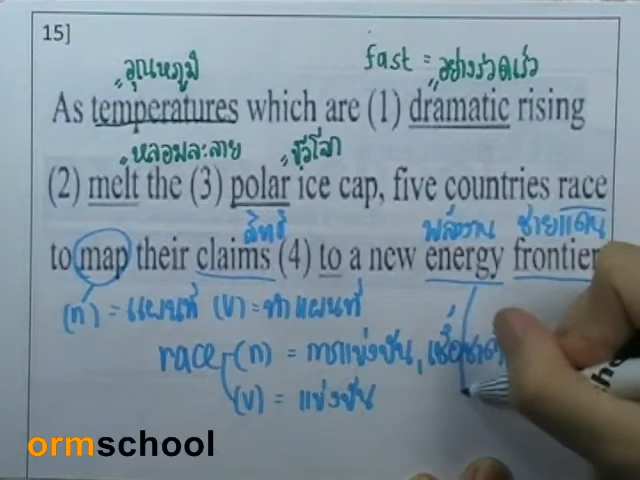 15]
อุณหภูมิ fast = อย่างรวดเร็ว
As temperatures which are (1) dramatic rising
หลอมละลาย ขั้วโลก
(2) melt the (3) polar ice cap, five countries race
สิทธิ พลังงาน ชายแดน
to map their claims (4) to a new energy frontier
(n) = แผนที่ (v) = ทำแผนที่
race (n) = การแข่งขัน, เชื้อชาติ
(v) = แข่งขัน
ormschool